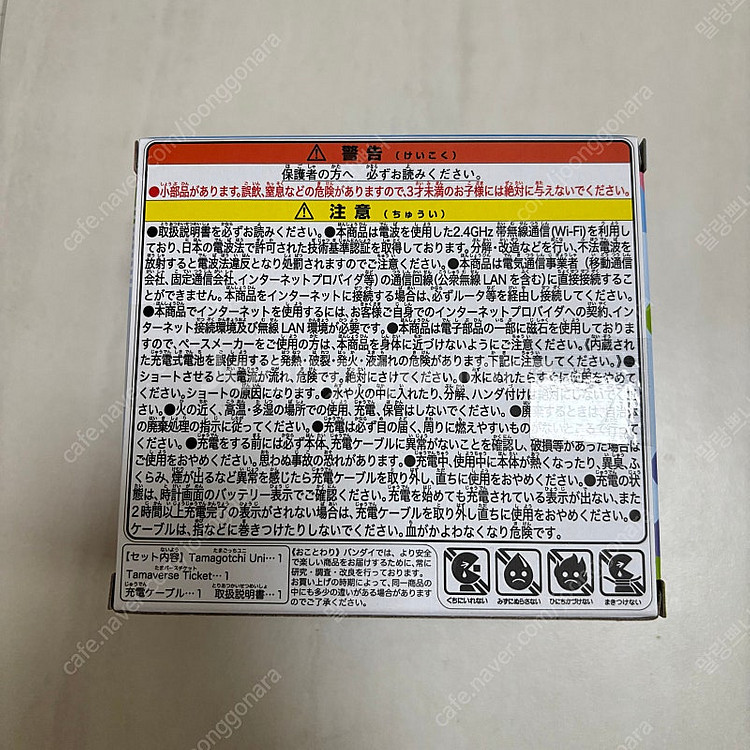 ⚠ 警告 (けいこく)
保護者の方へ 必ずお読みください。
●小部品があります。誤飲、窒息などの危険がありますので、3才未満のお子様には絶対に与えないでください。
⚠ 注意 (ちゅうい)
●取扱説明書を必ずお読みください。●本商品は電波を使用した2.4GHz 帯無線通信(Wi-Fi)を利用し
ており、日本の電波法で許可された技術基準認証を取得しております。分解・改造などを行い、不法電波を
放射すると電波法違反となり処罰されますのでご注意ください。●本商品は電気通信事業者（移動通信
会社、固定通信会社、インターネットプロバイダ等）の通信回線(公衆無線 LAN を含む)に直接接続するこ
とができません。本商品をインターネットに接続する場合は、必ずルータ等を経由し接続してください。
●本商品でインターネットを使用するには、お客様ご自身でのインターネットプロバイダへの契約、イン
ターネット接続環境及び無線 LAN 環境が必要です。●本商品は電子部品の一部に磁石を使用しておりま
すので、ペースメーカーをご使用の方は、本商品を身体に近づけないようにご注意ください。《内蔵され
た充電式電池を誤使用すると発熱・破裂・発火・液漏れの危険があります。下記に注意してください。》●
ショートさせると大電流が流れ、危険です。絶対にさけてください。●水にぬれたらすぐに使用をやめて
ください。ショートの原因になります。●水や火の中に入れたり、分解、ハンダ付けは絶対にしないでくだ
さい。●火の近く、高温・多湿の場所での使用、充電、保管はしないでください。●廃棄するときは、自治体
の廃棄処理の指示に従ってください。●充電は必ず目の届く、周りに燃えやすいものがないところで行って
ください。●充電をする前には必ず本体、充電ケーブルに異常がないことを確認し、破損等があった場合は
ご使用をおやめください。思わぬ事故の恐れがあります。●充電中、使用中に本体が熱くなったり、異臭、ふ
くらみ、煙が出るなど異常を感じたら充電ケーブルを取り外し、直ちに使用をおやめください。●充電の状
態は、時計画面のバッテリー表示でご確認ください。充電を始めても充電されている表示が出ない、また
2時間以上充電完了の表示がされない場合は、充電ケーブルを取り外し直ちに使用をおやめください。●
ケーブルは、指などに巻きつけたりしないでください。血がかよわなくなり危険です。
【セット内容】Tamagotchi Uni…1
Tamaverse Ticket…1
充電ケーブル…1 取扱説明書…1
【おことわり】バンダイでは、より安全
で楽しい商品をお届けするために、常に
研究・調査・改良を行っております。
お買い上げの時期によって、同一商品の
中にも多少の違いがある場合があります
のでご了承ください。
くちにいれない みずにぬらさない ひにちかづけない まきつけない
cafe.naver.com/joonggonara